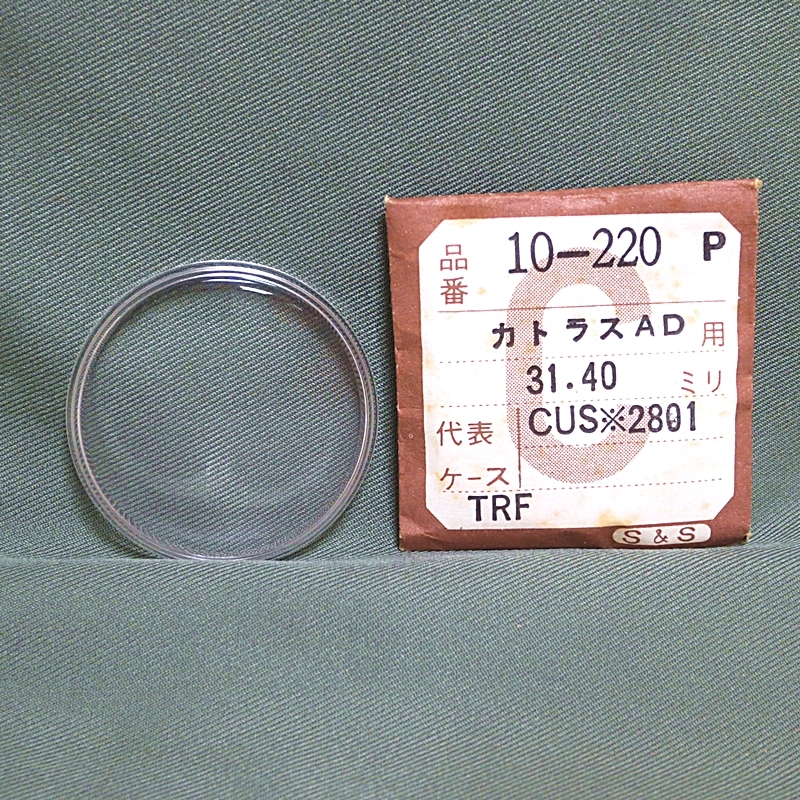 品番 10-220 P
カトラスAD用
31.40 ミリ
代表ケース CUS※2801
TRF
S&S